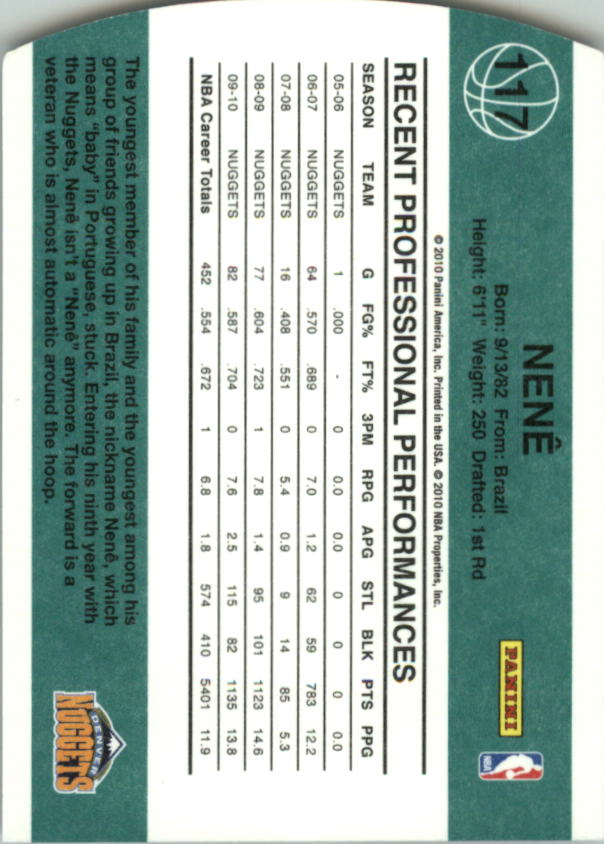 117
NENÊ
Born: 9/13/82 From: Brazil
Height: 6'11" Weight: 250 Drafted: 1st Rd
PANINI
NBA
© 2010 Panini America, Inc. Printed in the USA. © 2010 NBA Properties, Inc.
RECENT PROFESSIONAL PERFORMANCES
SEASON TEAM G FG% FT% 3PM RPG APG STL BLK PTS PPG
05-06 NUGGETS 1 .000 - 0 0.0 0.0 0 0 0 0.0
06-07 NUGGETS 64 .570 .689 0 7.0 1.2 62 59 783 12.2
07-08 NUGGETS 16 .408 .551 0 5.4 0.9 9 14 85 5.3
08-09 NUGGETS 77 .604 .723 1 7.8 1.4 95 101 1123 14.6
09-10 NUGGETS 82 .587 .704 0 7.6 2.5 115 82 1135 13.8
NBA Career Totals 452 .554 .672 1 6.8 1.8 574 410 5401 11.9
The youngest member of his family and the youngest among his
group of friends growing up in Brazil, the nickname Nenê, which
means “baby” in Portuguese, stuck. Entering his ninth year with
the Nuggets, Nenê isn't a “Nenê” anymore. The forward is a
veteran who is almost automatic around the hoop.
DENVER
NUGGETS